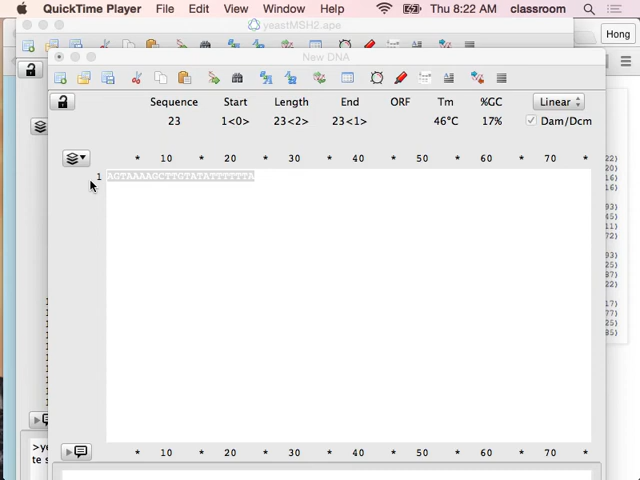 QuickTime Player File Edit View Window Help Thu 8:22 AM classroom
yeastMSH2.ape
Hong
New DNA
Sequence Start Length End ORF Tm %GC Linear
23 1<0> 23<2> 23<1> 46°C 17% Dam/Dcm
* 10 * 20 * 30 * 40 * 50 * 60 * 70 *
1 AGTAAAAGCTTGTATATTTTTTA
* 10 * 20 * 30 * 40 * 50 * 60 * 70 *
>ye
te s